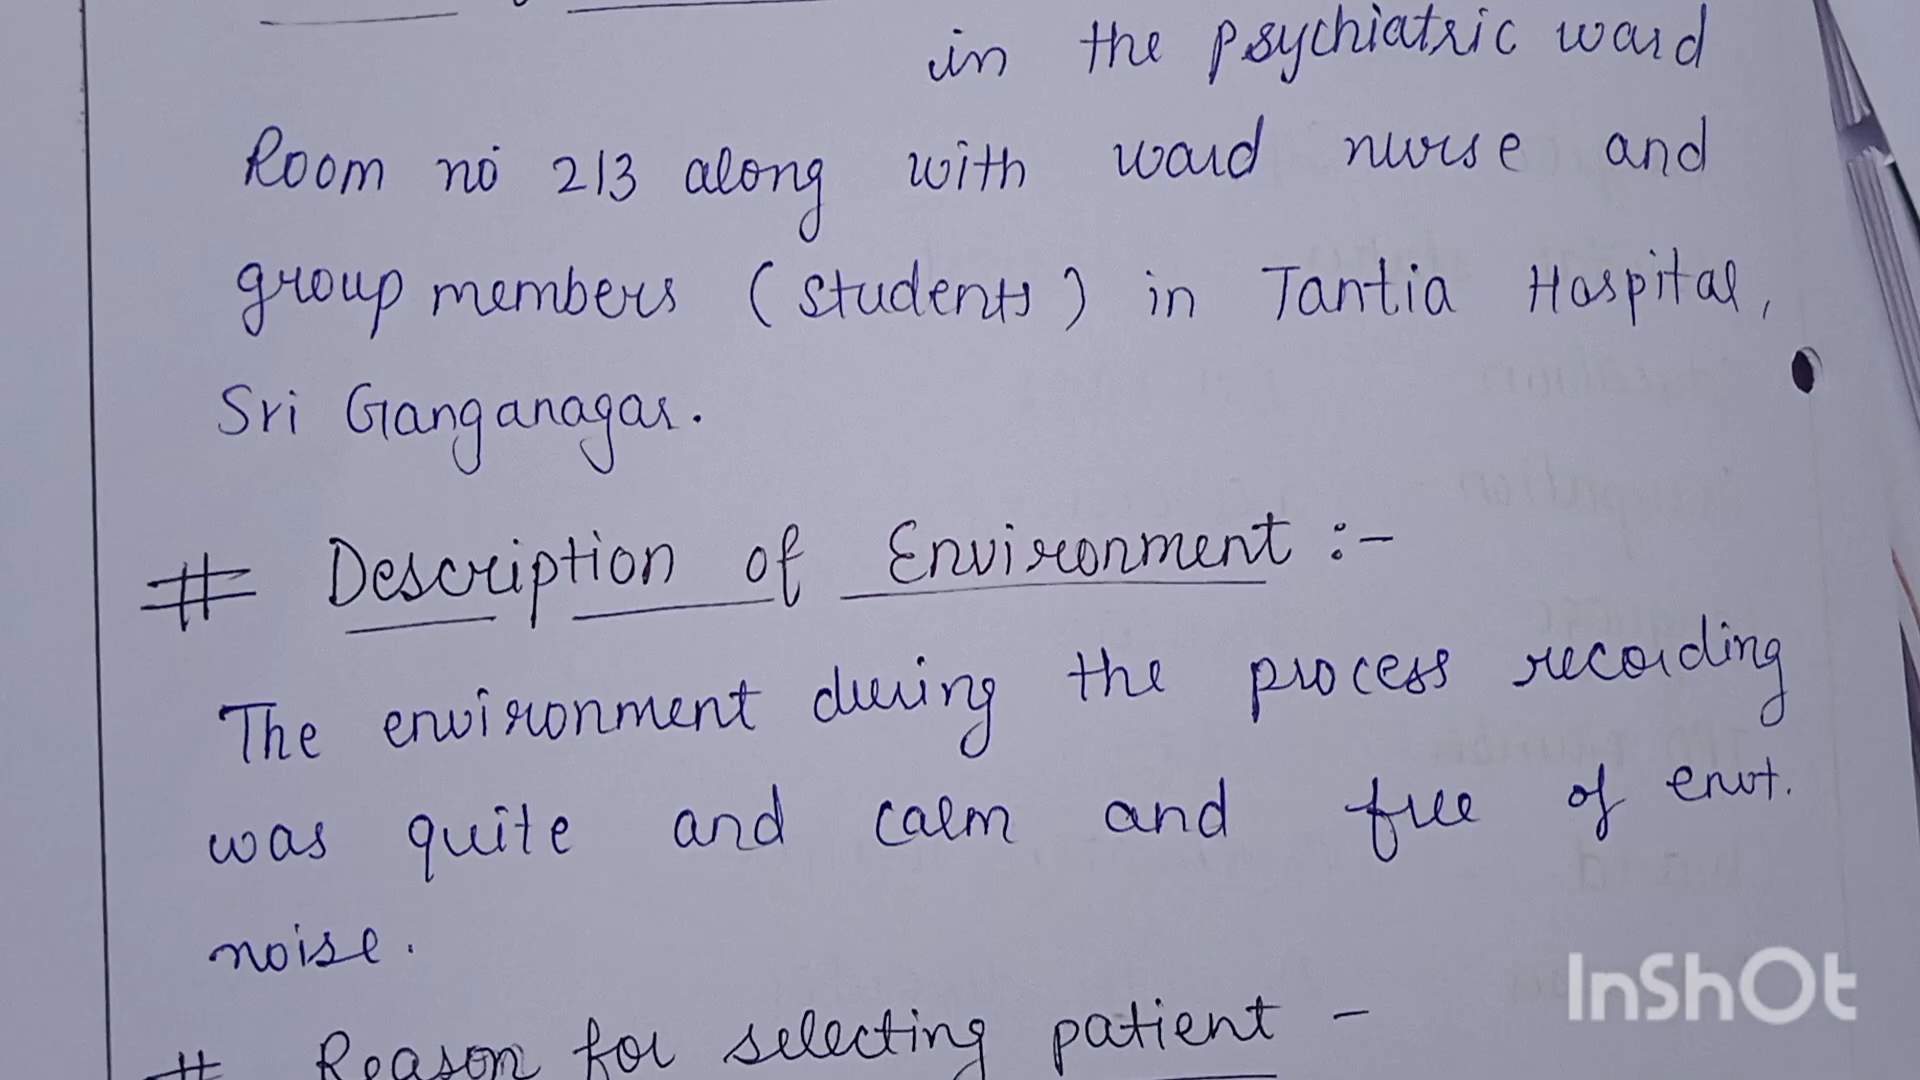 in the psychiatric ward
Room no 213 along with ward nurse and
group members (students) in Tantia Hospital,
Sri Ganganagar.
# Description of Environment :-
The environment during the process recording
was quite and calm and free of envt.
noise.
# Reason for selecting patient -
InShOt